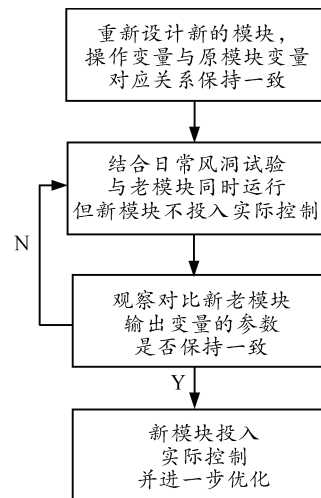 重新设计新的模块，
操作变量与原模块变量
对应关系保持一致
结合日常风洞试验
与老模块同时运行
但新模块不投入实际控制
N
观察对比新老模块
输出变量的参数
是否保持一致
Y
新模块投入
实际控制
并进一步优化